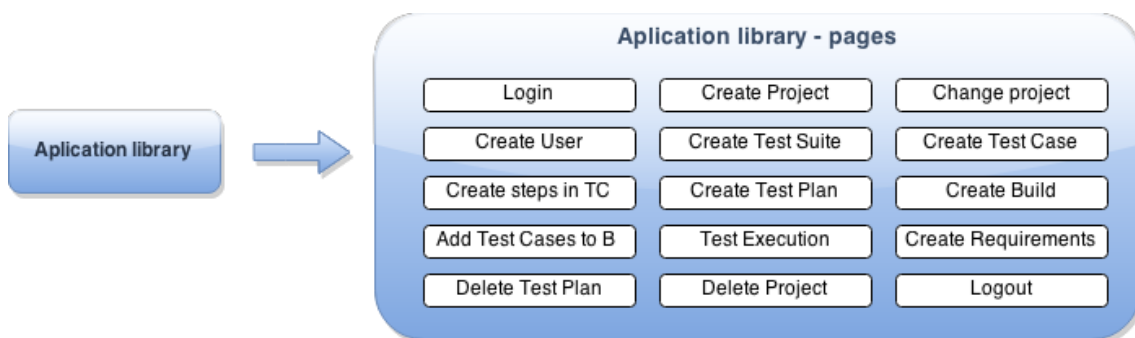 Aplication library - pages
Login
Create Project
Change project
Aplication library
Create User
Create Test Suite
Create Test Case
Create steps in TC
Create Test Plan
Create Build
Add Test Cases to B
Test Execution
Create Requirements
Delete Test Plan
Delete Project
Logout